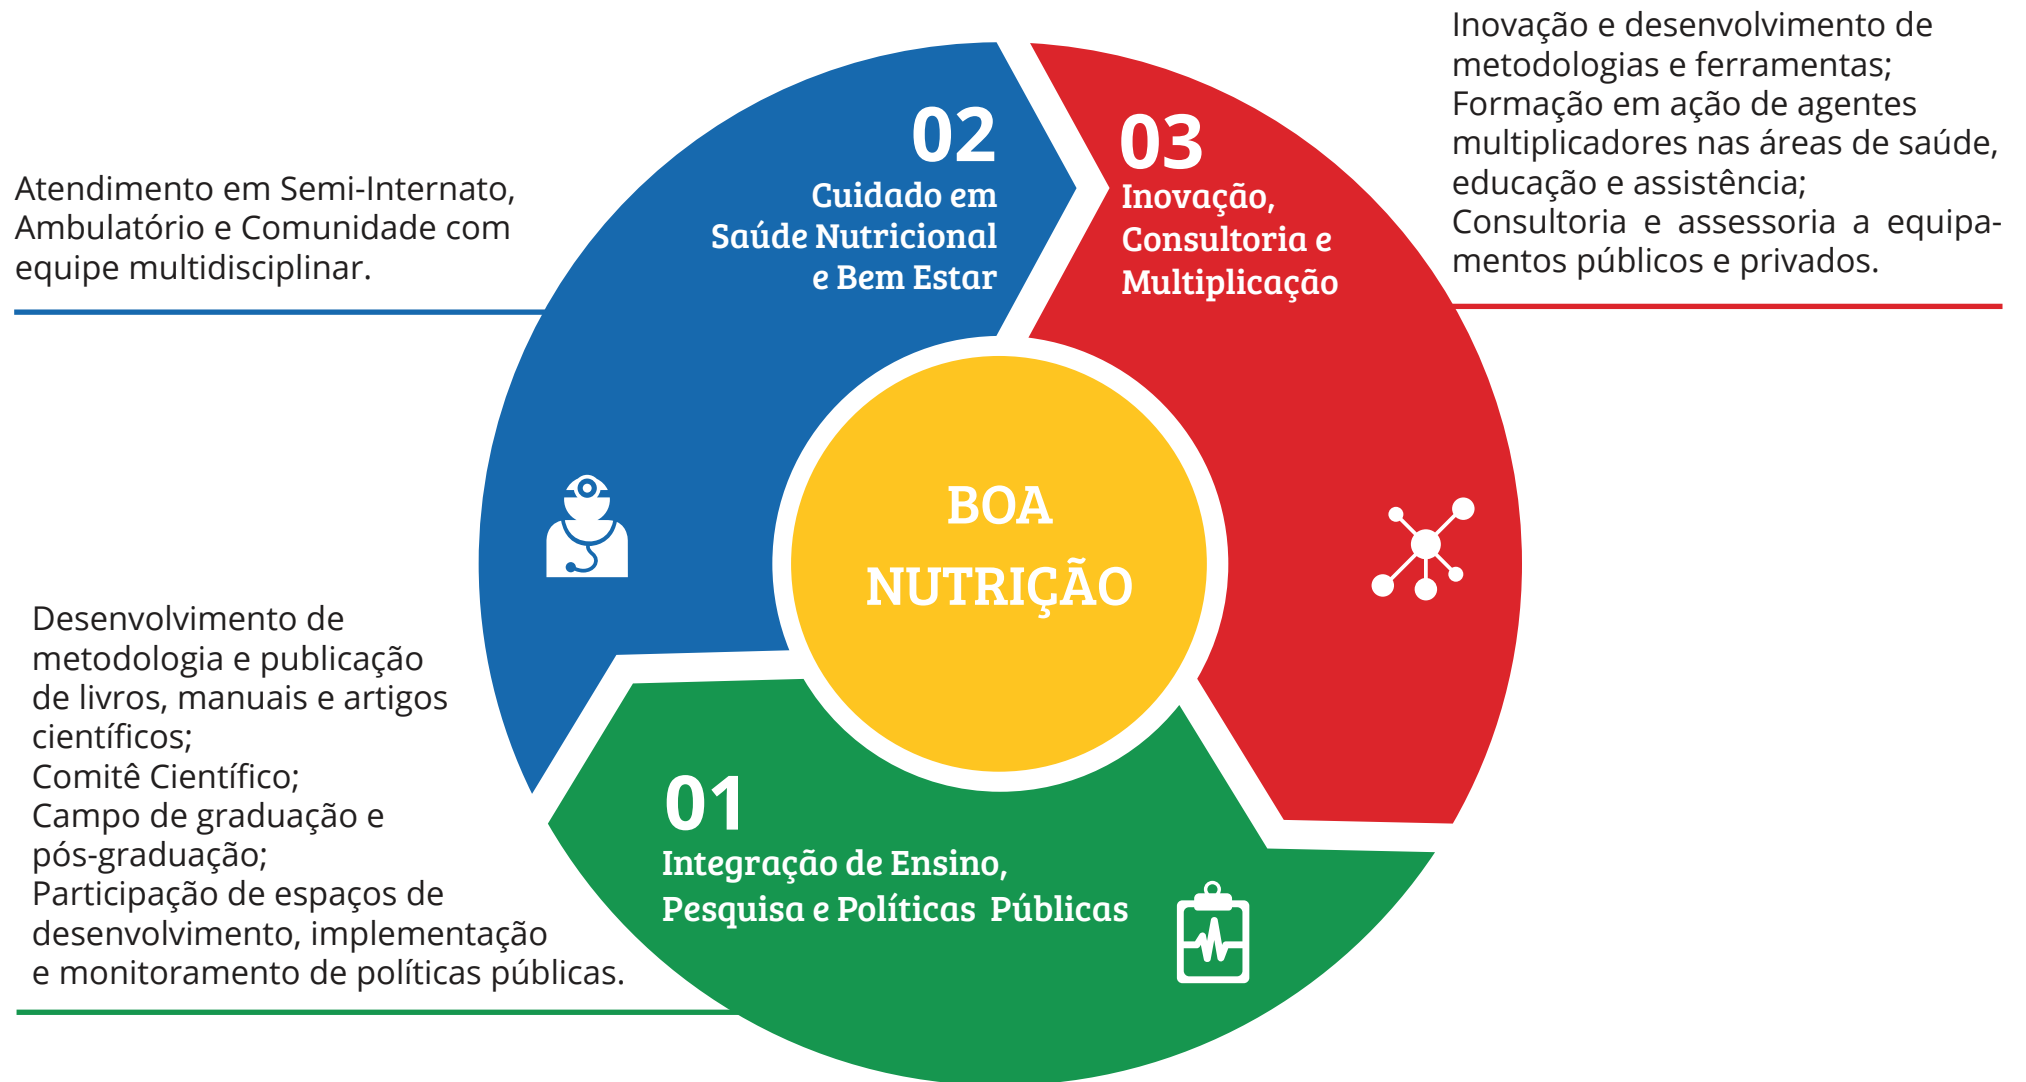 Atendimento em Semi-Internato,
Ambulatório e Comunidade com
equipe multidisciplinar.
02
Cuidado em
Saúde Nutricional
e Bem Estar
03
Inovação,
Consultoria e
Multiplicação
Inovação e desenvolvimento de
metodologias e ferramentas;
Formação em ação de agentes
multiplicadores nas áreas de saúde,
educação e assistência;
Consultoria e assessoria a equipa-
mentos públicos e privados.
BOA
NUTRIÇÃO
Desenvolvimento de
metodologia e publicação
de livros, manuais e artigos
científicos;
Comitê Científico;
Campo de graduação e
pós-graduação;
Participação de espaços de
desenvolvimento, implementação
e monitoramento de políticas públicas.
01
Integração de Ensino,
Pesquisa e Políticas Públicas